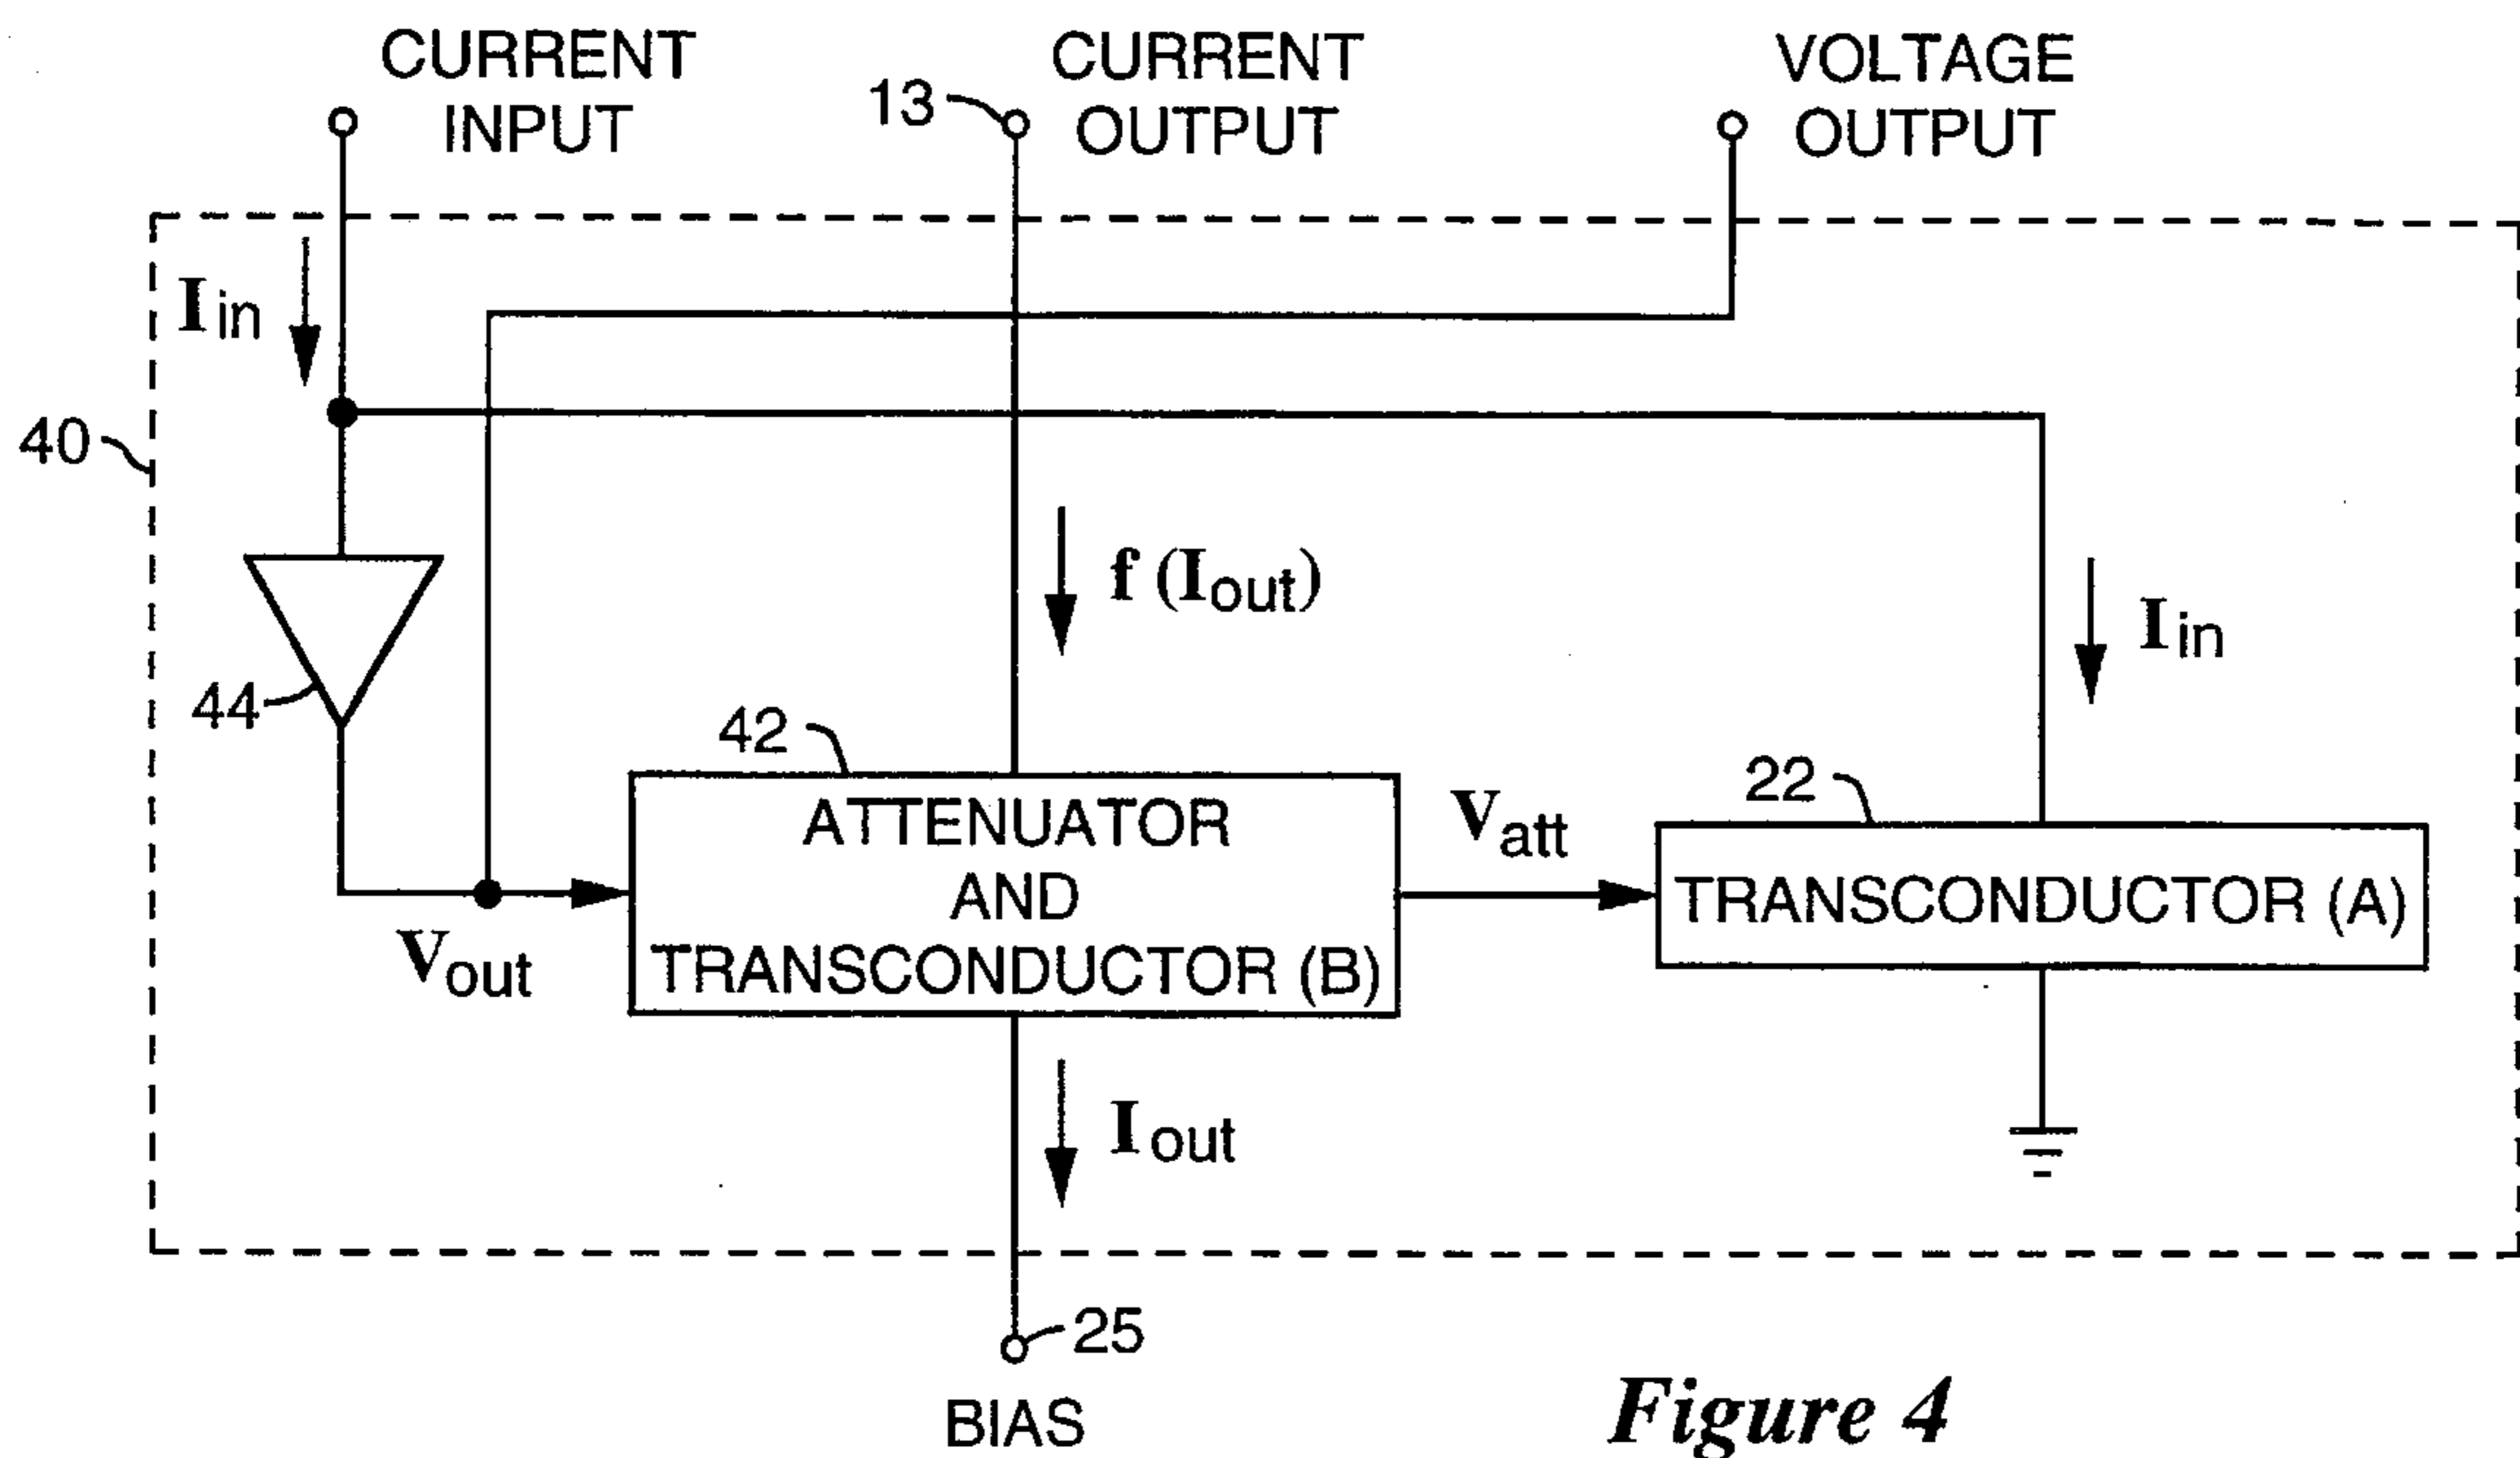 CURRENT
INPUT
13
CURRENT
OUTPUT
VOLTAGE
OUTPUT
Iin
40
f (Iout)
Iin
44
42
22
ATTENUATOR
AND
TRANSCONDUCTOR (B)
Vatt
TRANSCONDUCTOR (A)
Vout
Iout
25
BIAS
Figure 4